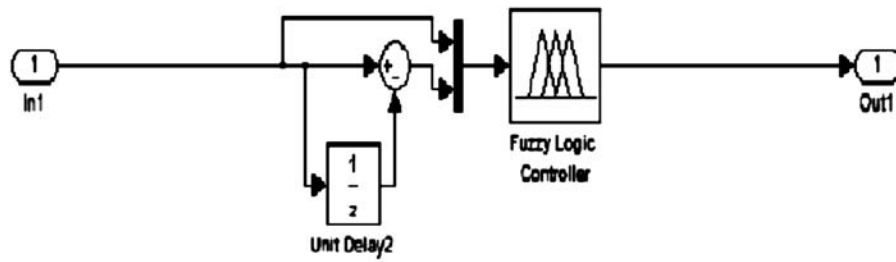 1
In1
+
−
1
z
Unit Delay2
Fuzzy Logic
Controller
1
Out1